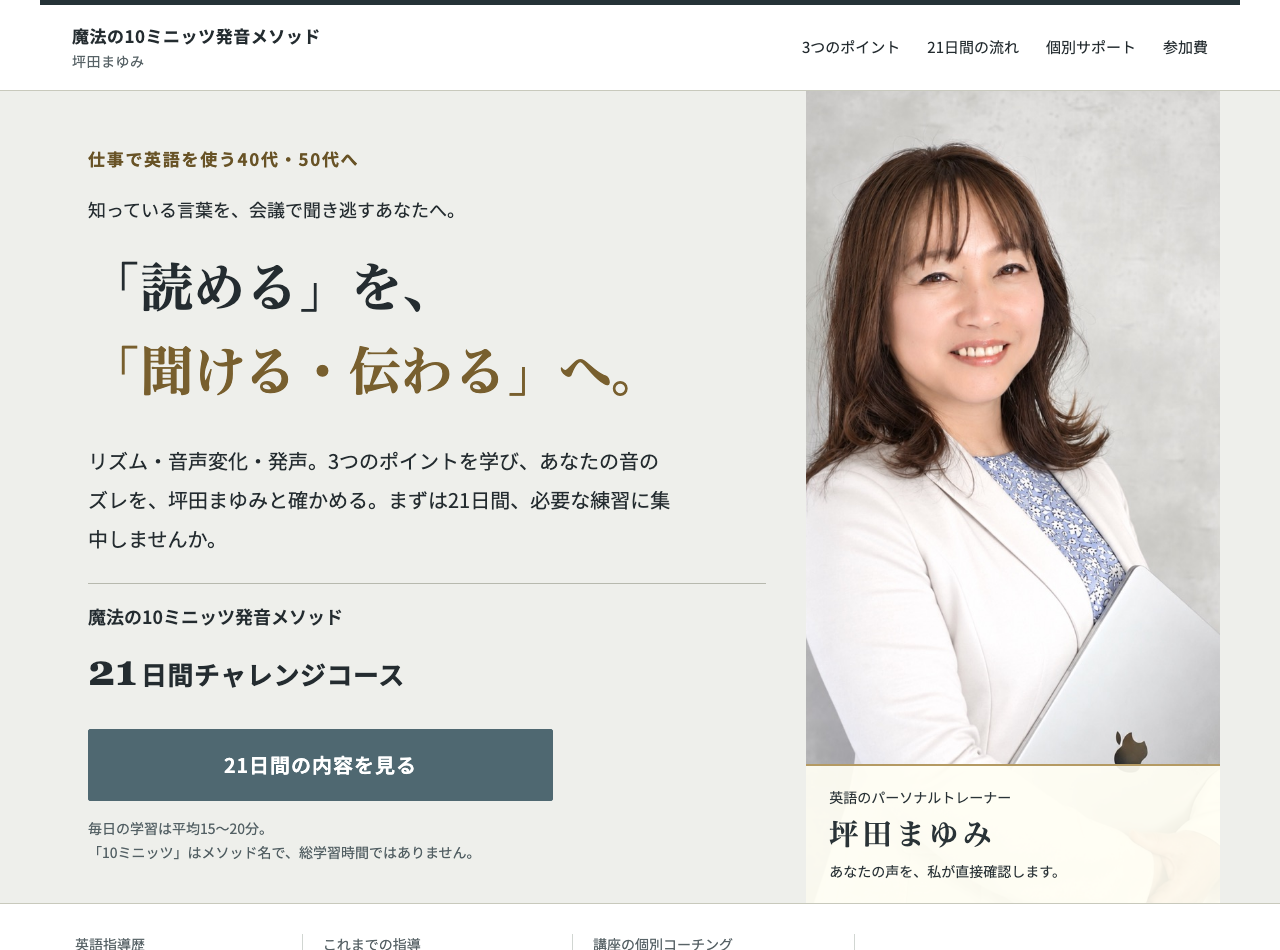 魔法の10ミニッツ発音メソッド
坪田まゆみ
3つのポイント 21日間の流れ 個別サポート 参加費
仕事で英語を使う40代・50代へ
知っている言葉を、会議で聞き逃すあなたへ。
「読める」を、
「聞ける・伝わる」へ。
リズム・音声変化・発声。3つのポイントを学び、あなたの音の
ズレを、坪田まゆみと確かめる。まずは21日間、必要な練習に集
中しませんか。
魔法の10ミニッツ発音メソッド
21日間チャレンジコース
21日間の内容を見る
毎日の学習は平均15〜20分。
「10ミニッツ」はメソッド名で、総学習時間ではありません。
英語のパーソナルトレーナー
坪田まゆみ
あなたの声を、私が直接確認します。
英語指導歴 これまでの指導 講座の個別コーチング